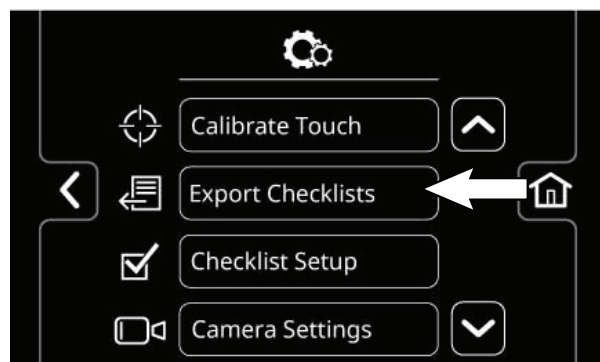 Calibrate Touch
Export Checklists
Checklist Setup
Camera Settings